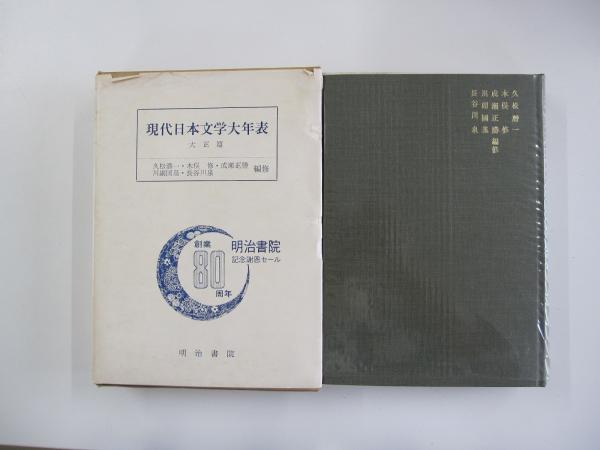 現代日本文学大年表
大正篇
久松潜一・木俣 修・成瀬正勝
川副国基・長谷川泉
編修
創業
80
周年
明治書院
記念謝恩セール
明治書院
久松潜一
木俣 修
成瀬正勝 編修
川副國基
長谷川泉